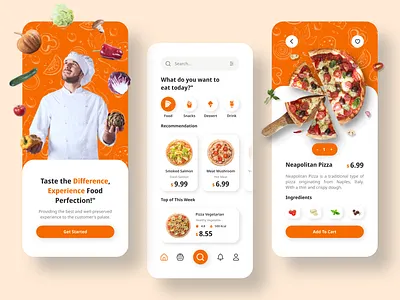 Taste the Difference,
Experience Food
Perfection!"
Providing the best and well-preserved
experience to the customer's palate.
Get Started
Search...
What do you want to
eat today?"
Food
Snacks
Dessert
Drink
Recommendation
Smoked Salmon
$ 9.99
Meat Mushroom
$ 6.99
Top of This Week
Pizza Vegetarian
Healthy Vegetables
$ 8.55
- 1 +
Neapolitan Pizza
$ 6.99
Neapolitan Pizza is a traditional type of
pizza originating from Naples, Italy.
With a thin and crispy dough.
Ingredients
Add To Cart